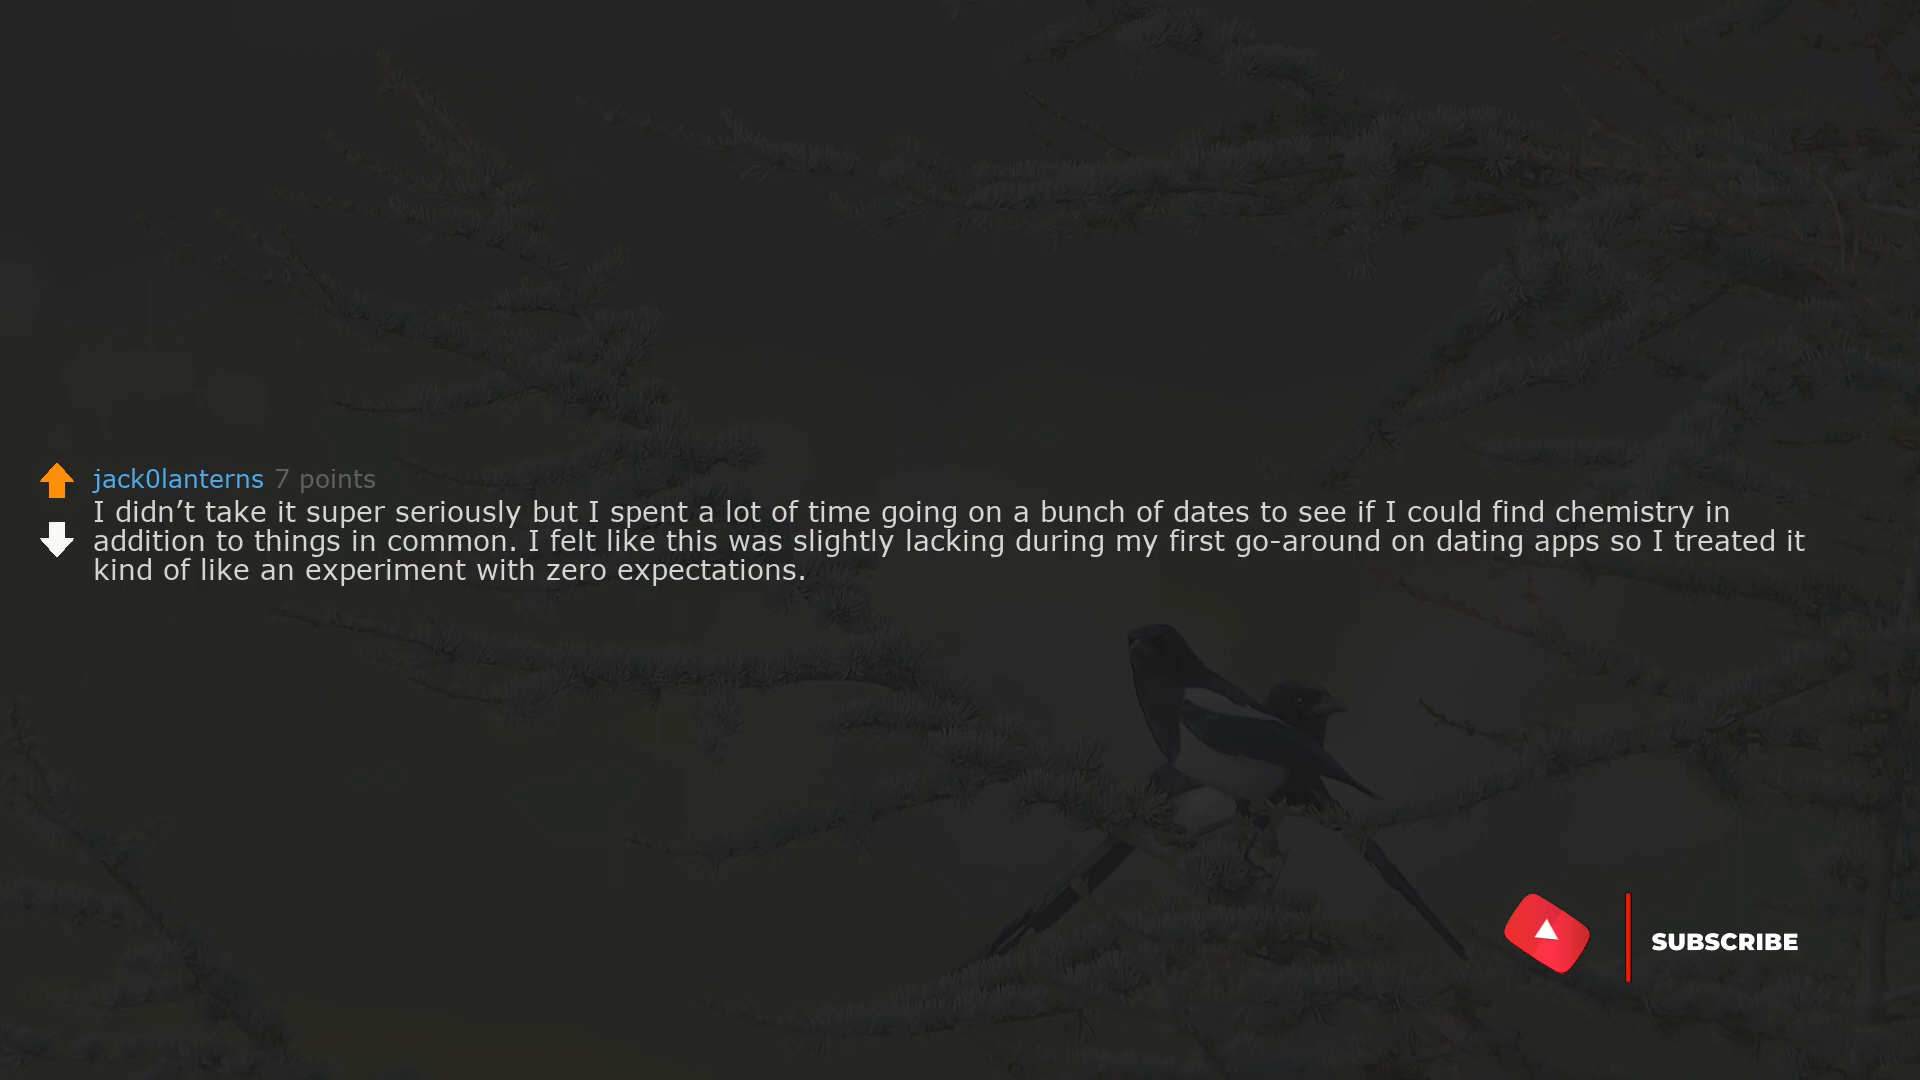 jack0lanterns 7 points
I didn’t take it super seriously but I spent a lot of time going on a bunch of dates to see if I could find chemistry in
addition to things in common. I felt like this was slightly lacking during my first go-around on dating apps so I treated it
kind of like an experiment with zero expectations.
SUBSCRIBE